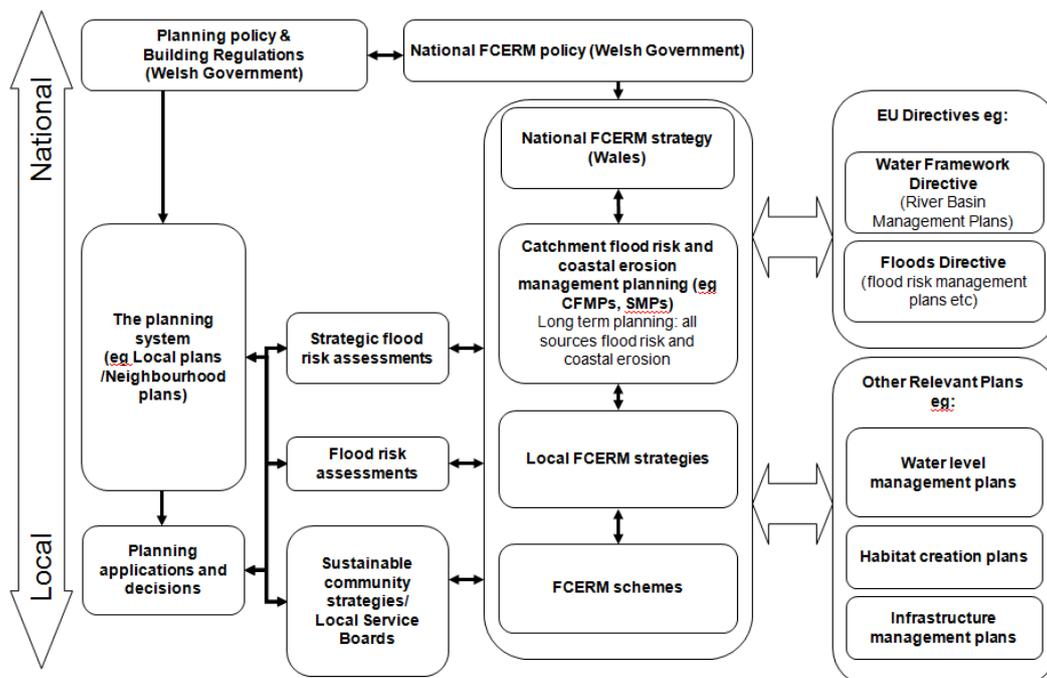 National
Local
Planning policy &
Building Regulations
(Welsh Government)
National FCERM policy (Welsh Government)
National FCERM strategy
(Wales)
Catchment flood risk and
coastal erosion
management planning (eg
CFMPs, SMPs)
Long term planning: all
sources flood risk and
coastal erosion
Local FCERM strategies
FCERM schemes
The planning
system
(eg Local plans
/Neighbourhood
plans)
Planning
applications and
decisions
Strategic flood
risk assessments
Flood risk
assessments
Sustainable
community
strategies/
Local Service
Boards
EU Directives eg:
Water Framework
Directive
(River Basin
Management Plans)
Floods Directive
(flood risk management
plans etc)
Other Relevant Plans
eg:
Water level
management plans
Habitat creation plans
Infrastructure
management plans